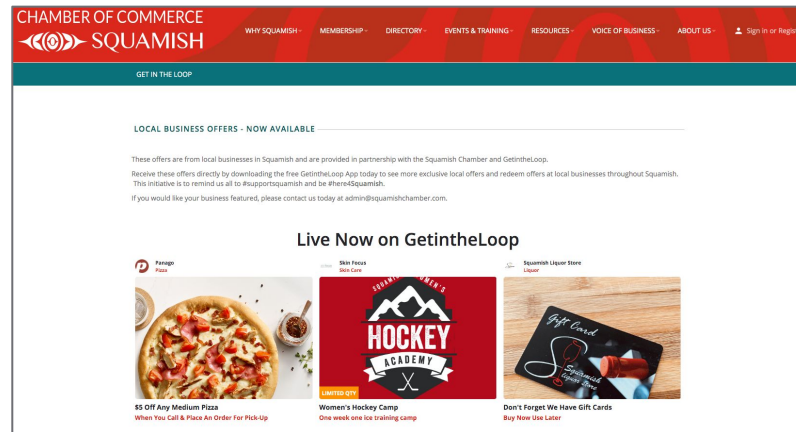 CHAMBER OF COMMERCE
SQUAMISH
WHY SQUAMISH
MEMBERSHIP
DIRECTORY
EVENTS & TRAINING
RESOURCES
VOICE OF BUSINESS
ABOUT US
Sign In or Regis
GET IN THE LOOP
LOCAL BUSINESS OFFERS - NOW AVAILABLE
These offers are from local businesses in Squamish and are provided in partnership with the Squamish Chamber and GetintheLoop.
Receive these offers directly by downloading the free GetintheLoop App today to see more exclusive local offers and redeem offers at local businesses throughout Squamish.
This initiative is to remind us all to #supportsquamish and be #here4Squamish.
If you would like your business featured, please contact us today at admin@squamishchamber.com.
Live Now on GetintheLoop
Panago
Pizza
Skin Focus
Skin Care
Squamish Liquor Store
Liquor
SQUAMISH WOMEN'S
HOCKEY
ACADEMY
LIMITED QTY
Gift Card
Squamish
Liquor Store
$5 Off Any Medium Pizza
When You Call & Place An Order For Pick-Up
Women's Hockey Camp
One week one ice training camp
Don't Forget We Have Gift Cards
Buy Now Use Later